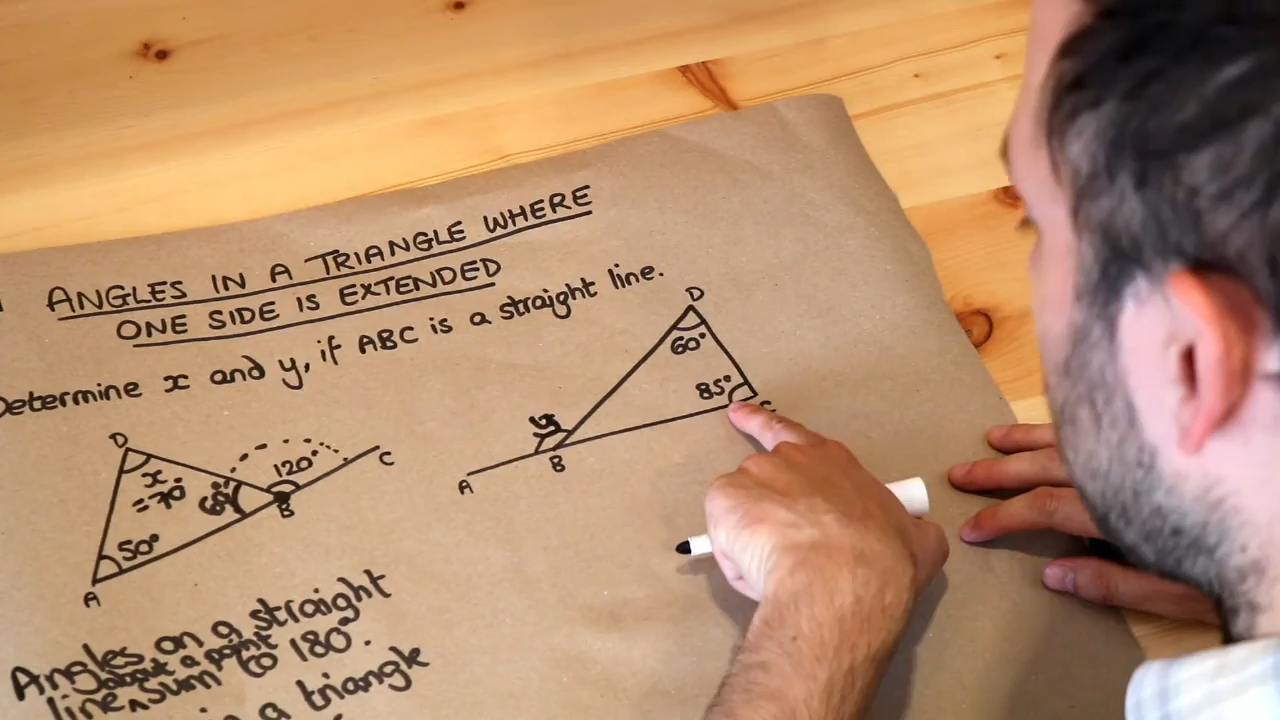 ANGLES IN A TRIANGLE WHERE
ONE SIDE IS EXTENDED
Determine x and y, if ABC is a straight line.
D
x
=70°
60°
120°
C
B
50°
A
D
60°
85°
C
y
B
A
Angles on a straight
about a point
line ^ sum to 180°.
a triangle